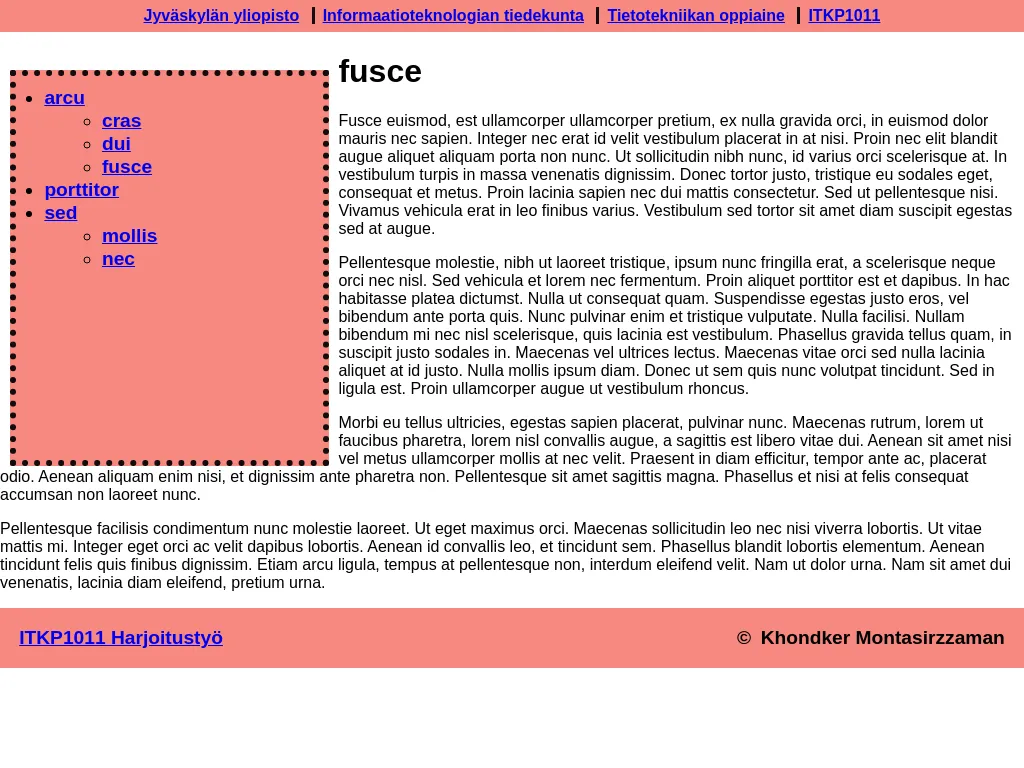 Jyväskylän yliopisto | Informaatioteknologian tiedekunta | Tietotekniikan oppiaine | ITKP1011
arcu
cras
dui
fusce
porttitor
sed
mollis
nec
fusce
Fusce euismod, est ullamcorper ullamcorper pretium, ex nulla gravida orci, in euismod dolor
mauris nec sapien. Integer nec erat id velit vestibulum placerat in at nisi. Proin nec elit blandit
augue aliquet aliquam porta non nunc. Ut sollicitudin nibh nunc, id varius orci scelerisque at. In
vestibulum turpis in massa venenatis dignissim. Donec tortor justo, tristique eu sodales eget,
consequat et metus. Proin lacinia sapien nec dui mattis consectetur. Sed ut pellentesque nisi.
Vivamus vehicula erat in leo finibus varius. Vestibulum sed tortor sit amet diam suscipit egestas
sed at augue.
Pellentesque molestie, nibh ut laoreet tristique, ipsum nunc fringilla erat, a scelerisque neque
orci nec nisl. Sed vehicula et lorem nec fermentum. Proin aliquet porttitor est et dapibus. In hac
habitasse platea dictumst. Nulla ut consequat quam. Suspendisse egestas justo eros, vel
bibendum ante porta quis. Nunc pulvinar enim et tristique vulputate. Nulla facilisi. Nullam
bibendum mi nec nisl scelerisque, quis lacinia est vestibulum. Phasellus gravida tellus quam, in
suscipit justo sodales in. Maecenas vel ultrices lectus. Maecenas vitae orci sed nulla lacinia
aliquet at id justo. Nulla mollis ipsum diam. Donec ut sem quis nunc volutpat tincidunt. Sed in
ligula est. Proin ullamcorper augue ut vestibulum rhoncus.
Morbi eu tellus ultricies, egestas sapien placerat, pulvinar nunc. Maecenas rutrum, lorem ut
faucibus pharetra, lorem nisl convallis augue, a sagittis est libero vitae dui. Aenean sit amet nisi
vel metus ullamcorper mollis at nec velit. Praesent in diam efficitur, tempor ante ac, placerat
odio. Aenean aliquam enim nisi, et dignissim ante pharetra non. Pellentesque sit amet sagittis magna. Phasellus et nisi at felis consequat
accumsan non laoreet nunc.
Pellentesque facilisis condimentum nunc molestie laoreet. Ut eget maximus orci. Maecenas sollicitudin leo nec nisi viverra lobortis. Ut vitae
mattis mi. Integer eget orci ac velit dapibus lobortis. Aenean id convallis leo, et tincidunt sem. Phasellus blandit lobortis elementum. Aenean
tincidunt felis quis finibus dignissim. Etiam arcu ligula, tempus at pellentesque non, interdum eleifend velit. Nam ut dolor urna. Nam sit amet dui
venenatis, lacinia diam eleifend, pretium urna.
ITKP1011 Harjoitustyö
© Khondker Montasirzzaman